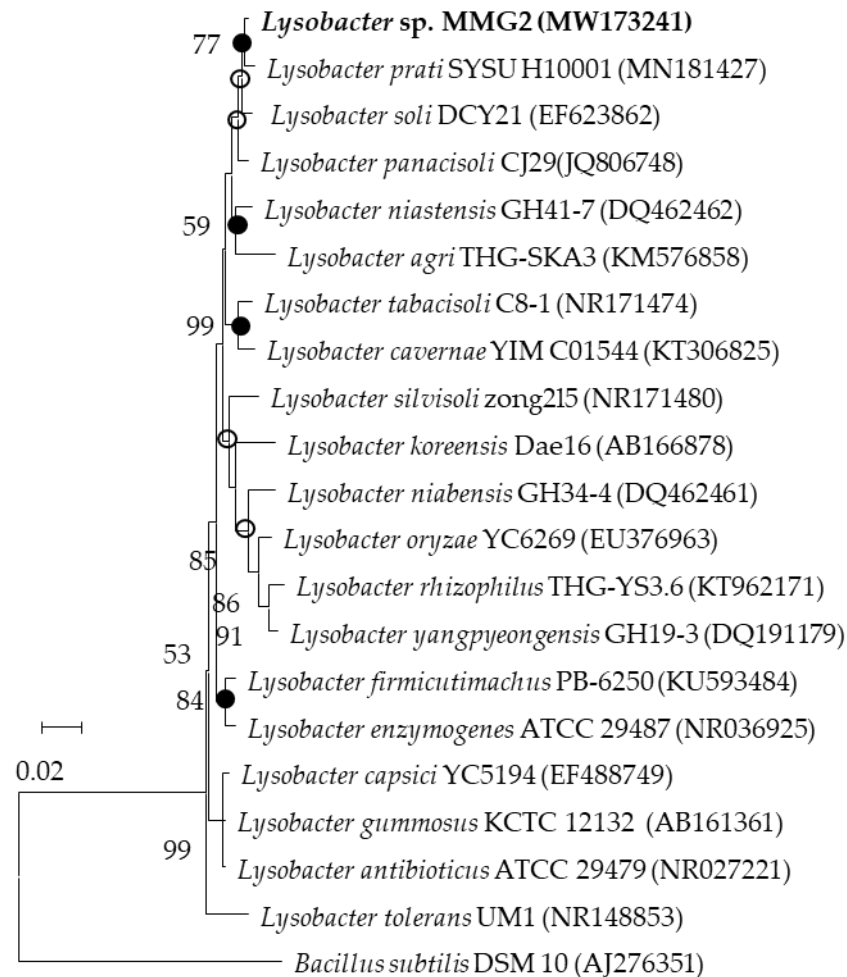 Lysobacter sp. MMG2 (MW173241)
77
Lysobacter prati SYSU H10001 (MN181427)
Lysobacter soli DCY21 (EF623862)
Lysobacter panacisoli CJ29(JQ806748)
Lysobacter niastensis GH41-7 (DQ462462)
59
Lysobacter agri THG-SKA3 (KM576858)
Lysobacter tabacisoli C8-1 (NR171474)
99
Lysobacter cavernae YIM C01544 (KT306825)
Lysobacter silvisoli zong2l5 (NR171480)
Lysobacter koreensis Dae16 (AB166878)
Lysobacter niabensis GH34-4 (DQ462461)
Lysobacter oryzae YC6269 (EU376963)
85
Lysobacter rhizophilus THG-YS3.6 (KT962171)
86
Lysobacter yangpyeongensis GH19-3 (DQ191179)
91
53
Lysobacter firmicutimachus PB-6250 (KU593484)
84
Lysobacter enzymogenes ATCC 29487 (NR036925)
0.02
Lysobacter capsici YC5194 (EF488749)
Lysobacter gummosus KCTC 12132 (AB161361)
99
Lysobacter antibioticus ATCC 29479 (NR027221)
Lysobacter tolerans UM1 (NR148853)
Bacillus subtilis DSM 10 (AJ276351)